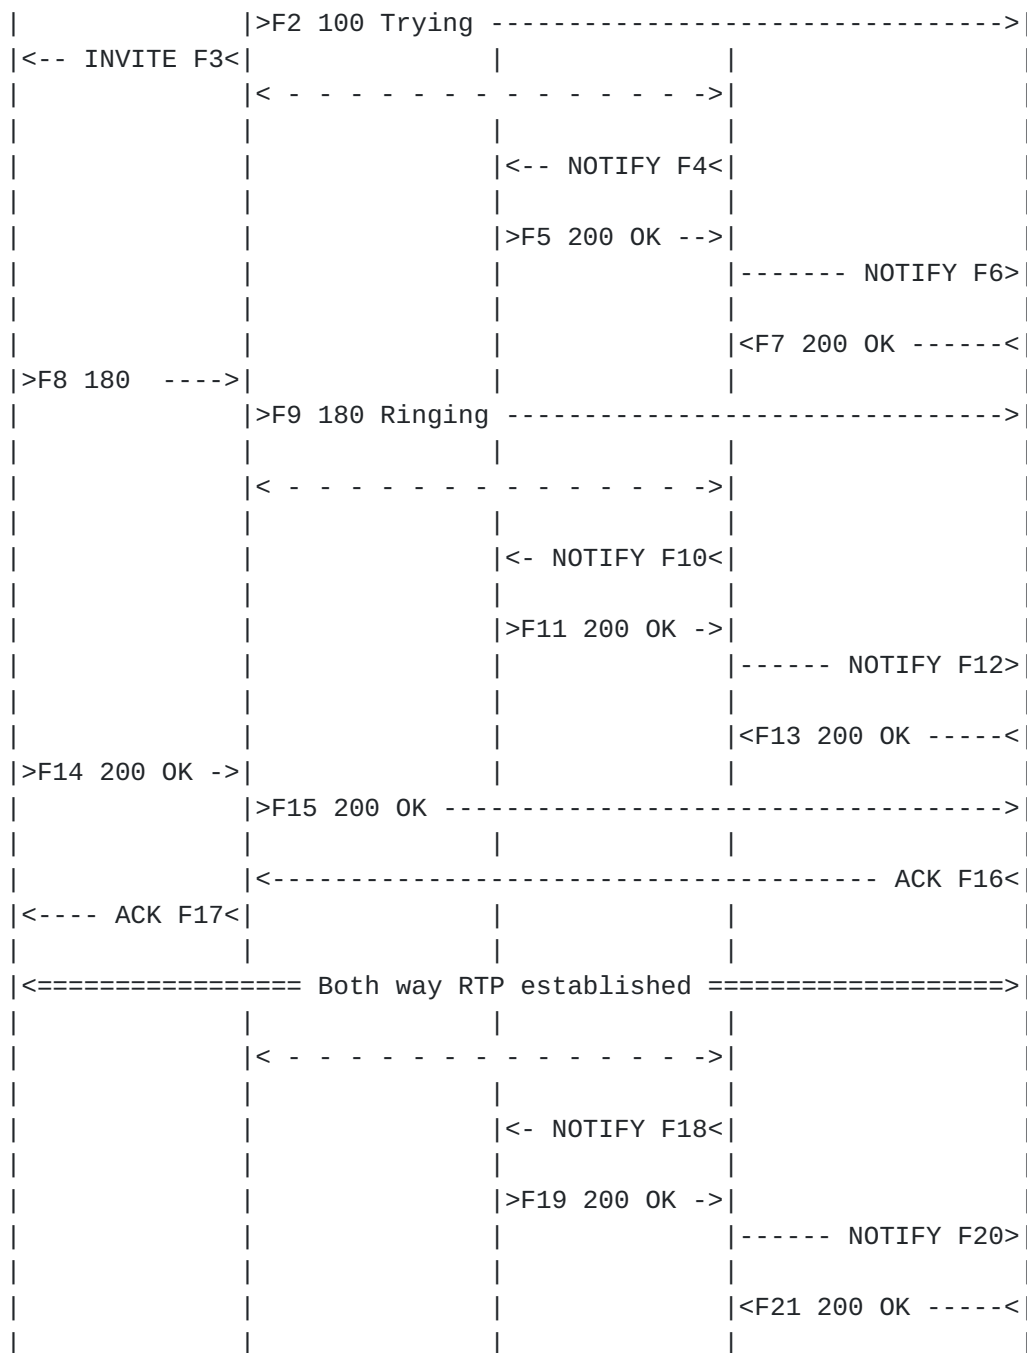 |              |>F2 100 Trying --------------------------------->|
|<-- INVITE F3<|               |              |                  |
|              |< - - - - - - - - - - - - - ->|                  |
|              |               |              |                  |
|              |               |<-- NOTIFY F4<|                  |
|              |               |              |                  |
|              |               |>F5 200 OK -->|                  |
|              |               |              |------- NOTIFY F6>|
|              |               |              |                  |
|              |               |              |<F7 200 OK ------<|
|>F8 180  ---->|               |              |                  |
|              |>F9 180 Ringing -------------------------------->|
|              |               |              |                  |
|              |< - - - - - - - - - - - - - ->|                  |
|              |               |              |                  |
|              |               |<- NOTIFY F10<|                  |
|              |               |              |                  |
|              |               |>F11 200 OK ->|                  |
|              |               |              |------ NOTIFY F12>|
|              |               |              |                  |
|              |               |              |<F13 200 OK -----<|
|>F14 200 OK ->|               |              |                  |
|              |>F15 200 OK ------------------------------------>|
|              |               |              |                  |
|              |<--------------------------------------- ACK F16<|
|<---- ACK F17<|               |              |                  |
|              |               |              |                  |
|<================= Both way RTP established ===================>|
|              |               |              |                  |
|              |< - - - - - - - - - - - - - ->|                  |
|              |               |              |                  |
|              |               |<- NOTIFY F18<|                  |
|              |               |              |                  |
|              |               |>F19 200 OK ->|                  |
|              |               |              |------ NOTIFY F20>|
|              |               |              |                  |
|              |               |              |<F21 200 OK -----<|
|              |               |              |                  |